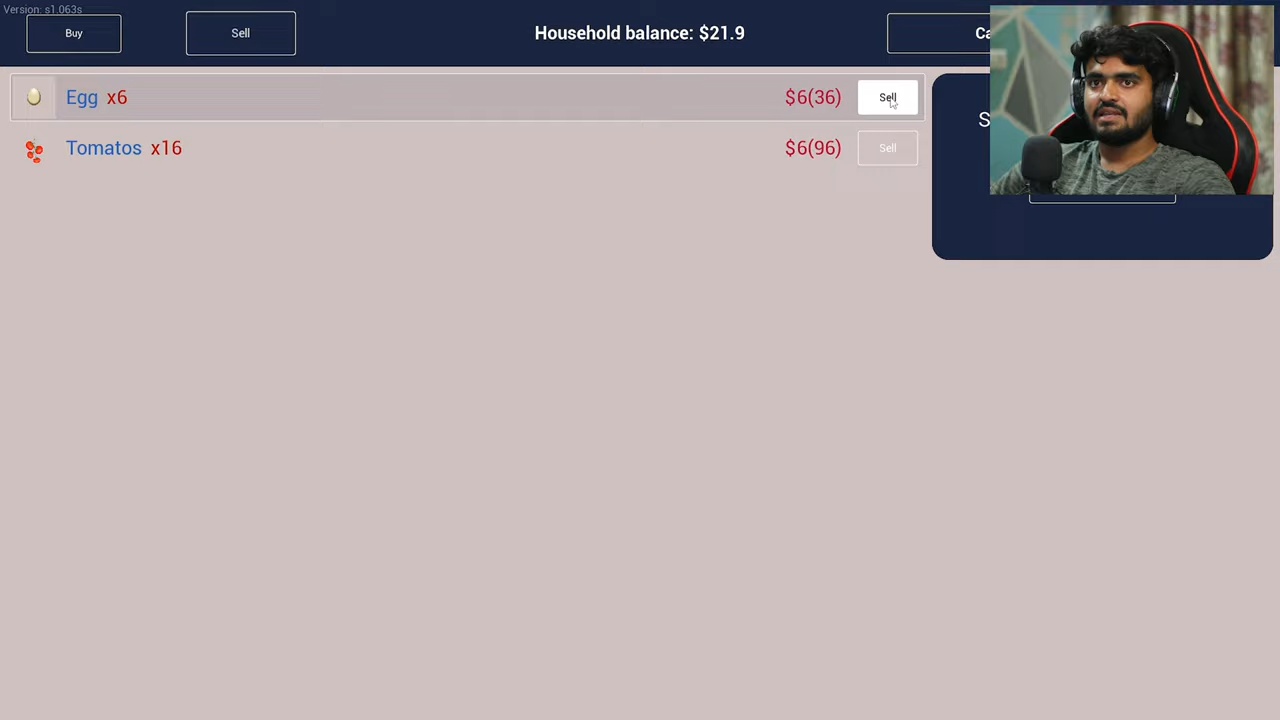 Version: s1.063s
Buy
Sell
Household balance: $21.9
Ca
Egg x6
$6(36)
Sell
S
Tomatos x16
$6(96)
Sell